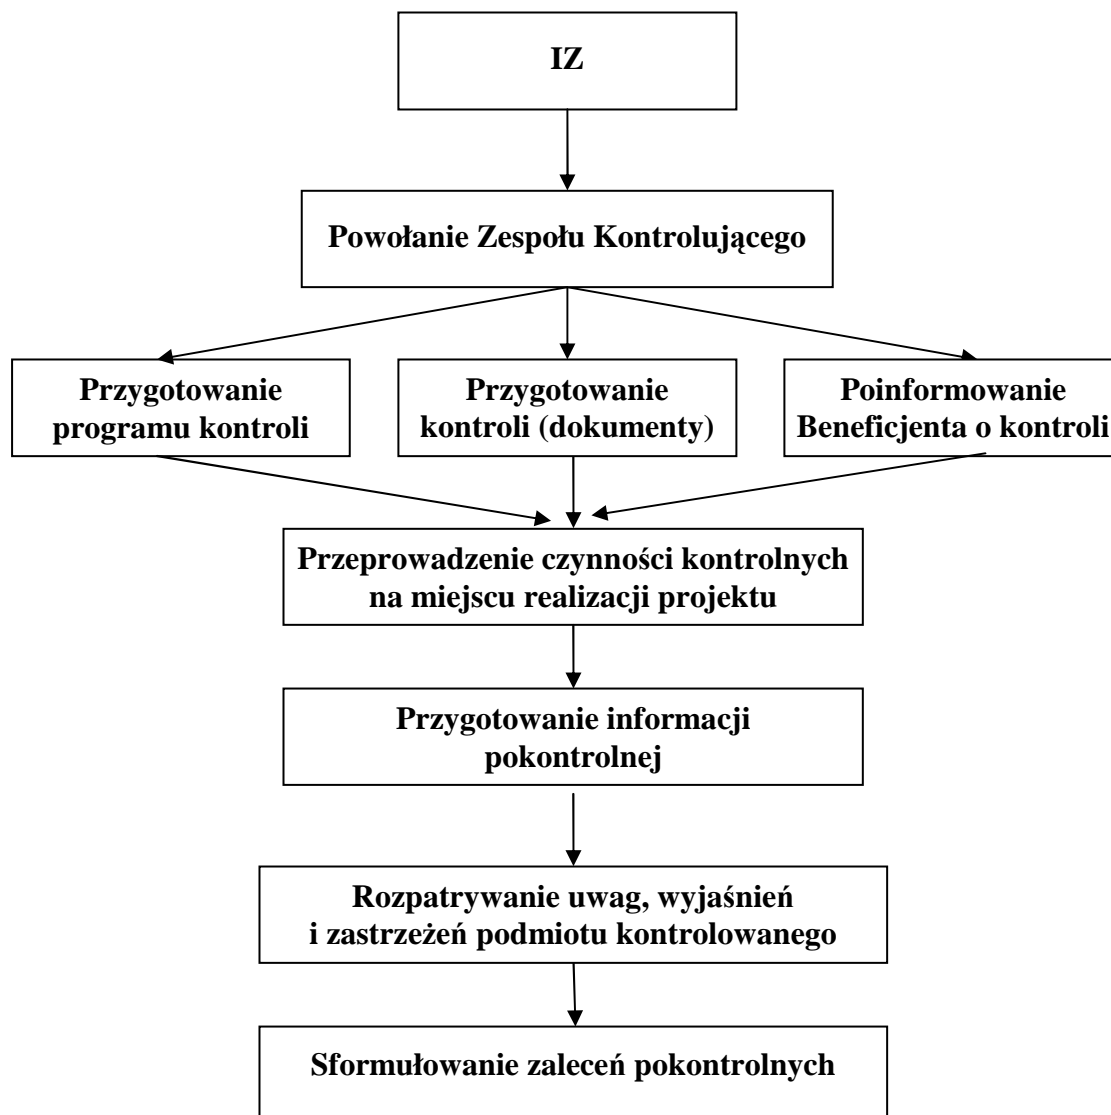 IZ
Powołanie Zespołu Kontrolującego
Przygotowanie
programu kontroli
Przygotowanie
kontroli (dokumenty)
Poinformowanie
Beneficjenta o kontroli
Przeprowadzenie czynności kontrolnych
na miejscu realizacji projektu
Przygotowanie informacji
pokontrolnej
Rozpatrywanie uwag, wyjaśnień
i zastrzeżeń podmiotu kontrolowanego
Sformułowanie zaleceń pokontrolnych